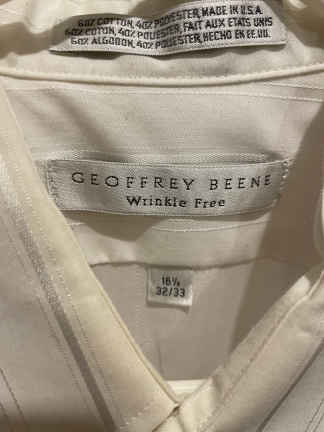 60% COTTON, 40% POLYESTER, MADE IN U.S.A.
60% COTON, 40% POLYESTER, FAIT AUX ETATS UNIS
60% ALGODON, 40% POLIESTER, HECHO EN EE.UU.
GEOFFREY BEENE
Wrinkle Free
16½
32/33